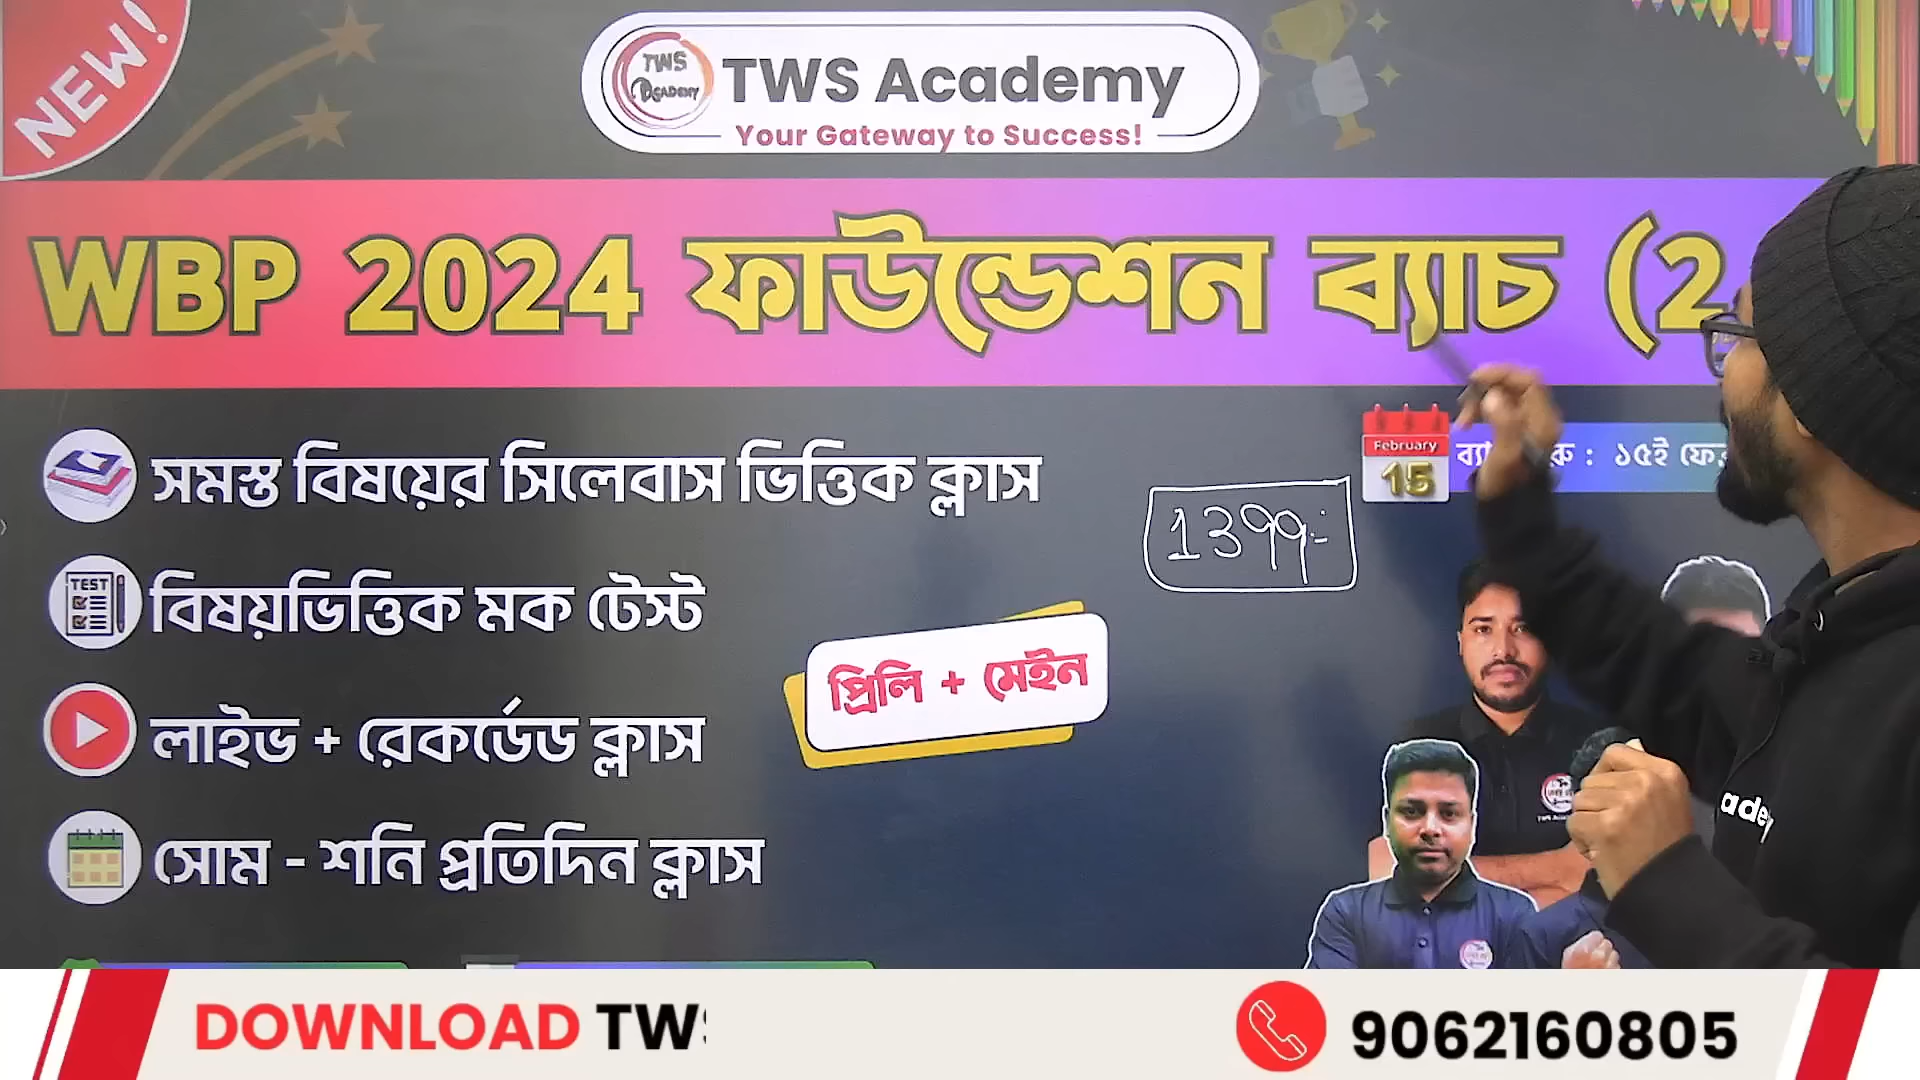 NEW!
TWS
ACADEMY
TWS Academy
Your Gateway to Success!
WBP 2024 ফাউন্ডেশন ব্যাচ (2
February
15
১৫ই
সমস্ত বিষয়ের সিলেবাস ভিত্তিক ক্লাস
1399:-
TEST
বিষয়ভিত্তিক মক টেস্ট
প্রিলি + মেইন
লাইভ + রেকর্ডেড ক্লাস
সোম - শনি প্রতিদিন ক্লাস
DOWNLOAD TWS
9062160805